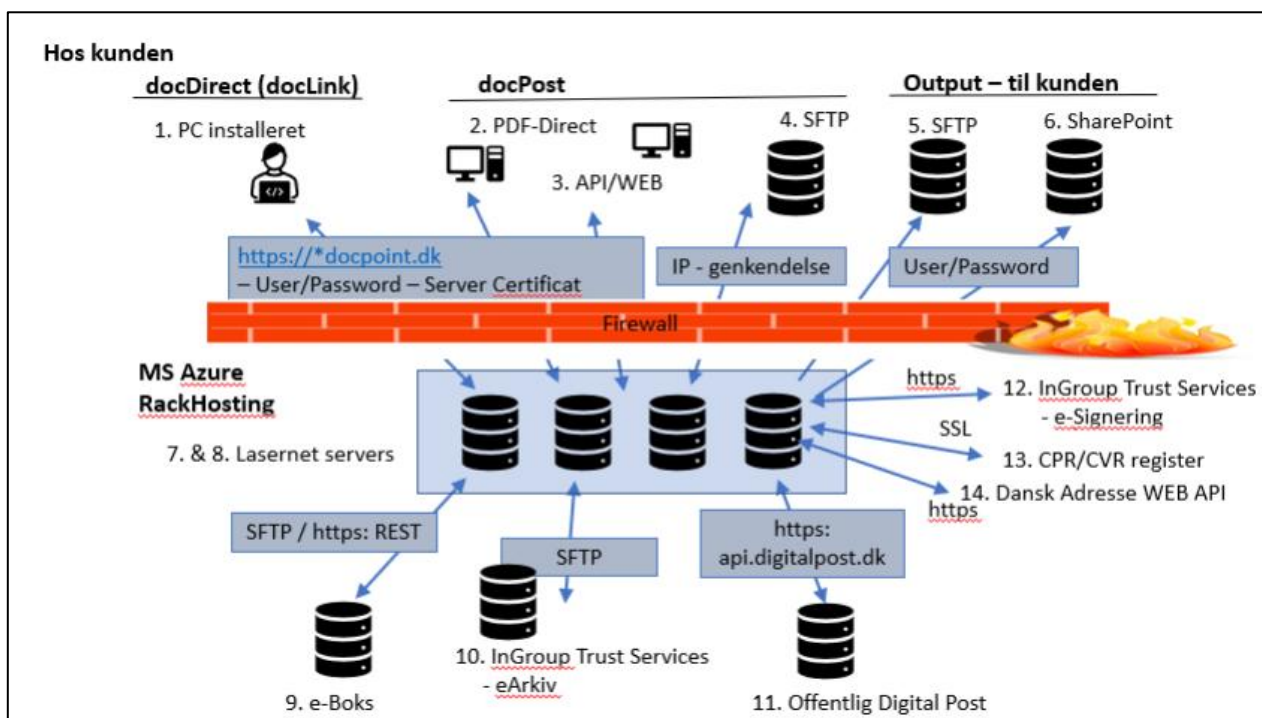 Hos kunden
docDirect (docLink)
docPost
Output – til kunden
1. PC installeret
2. PDF-Direct
3. API/WEB
4. SFTP
5. SFTP
6. SharePoint
https://*docpoint.dk
– User/Password – Server Certificat
IP - genkendelse
User/Password
Firewall
MS Azure
RackHosting
7. & 8. Lasernet servers
https
12. InGroup Trust Services
- e-Signering
SSL
13. CPR/CVR register
14. Dansk Adresse WEB API
https
SFTP / https: REST
SFTP
https:
api.digitalpost.dk
9. e-Boks
10. InGroup Trust Services
- eArkiv
11. Offentlig Digital Post